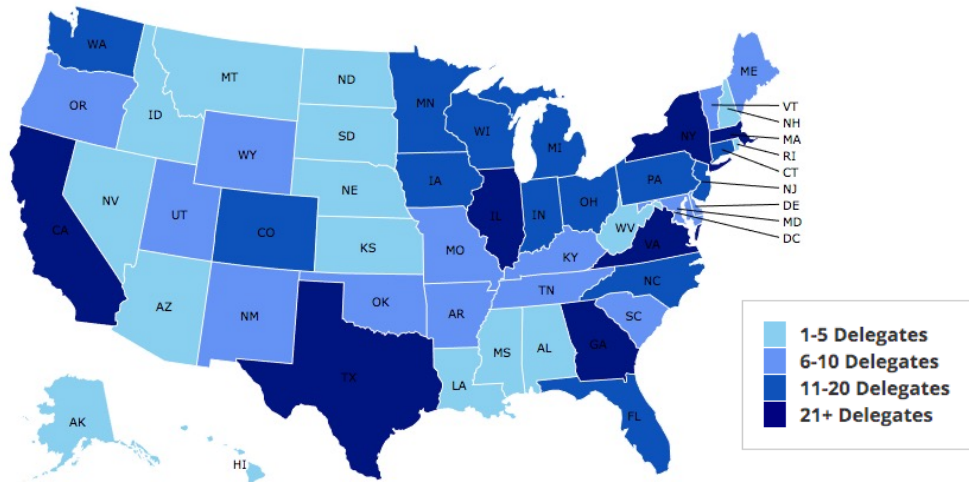 WA
MT
ND
MN
ME
OR
ID
SD
WI
MI
NY
VT
NH
MA
RI
CT
NJ
DE
MD
DC
WY
IA
NE
PA
NV
UT
CO
IL
IN
OH
CA
KS
MO
WV
VA
KY
AZ
NM
OK
AR
TN
NC
SC
TX
LA
MS
AL
GA
FL
AK
HI
1-5 Delegates
6-10 Delegates
11-20 Delegates
21+ Delegates